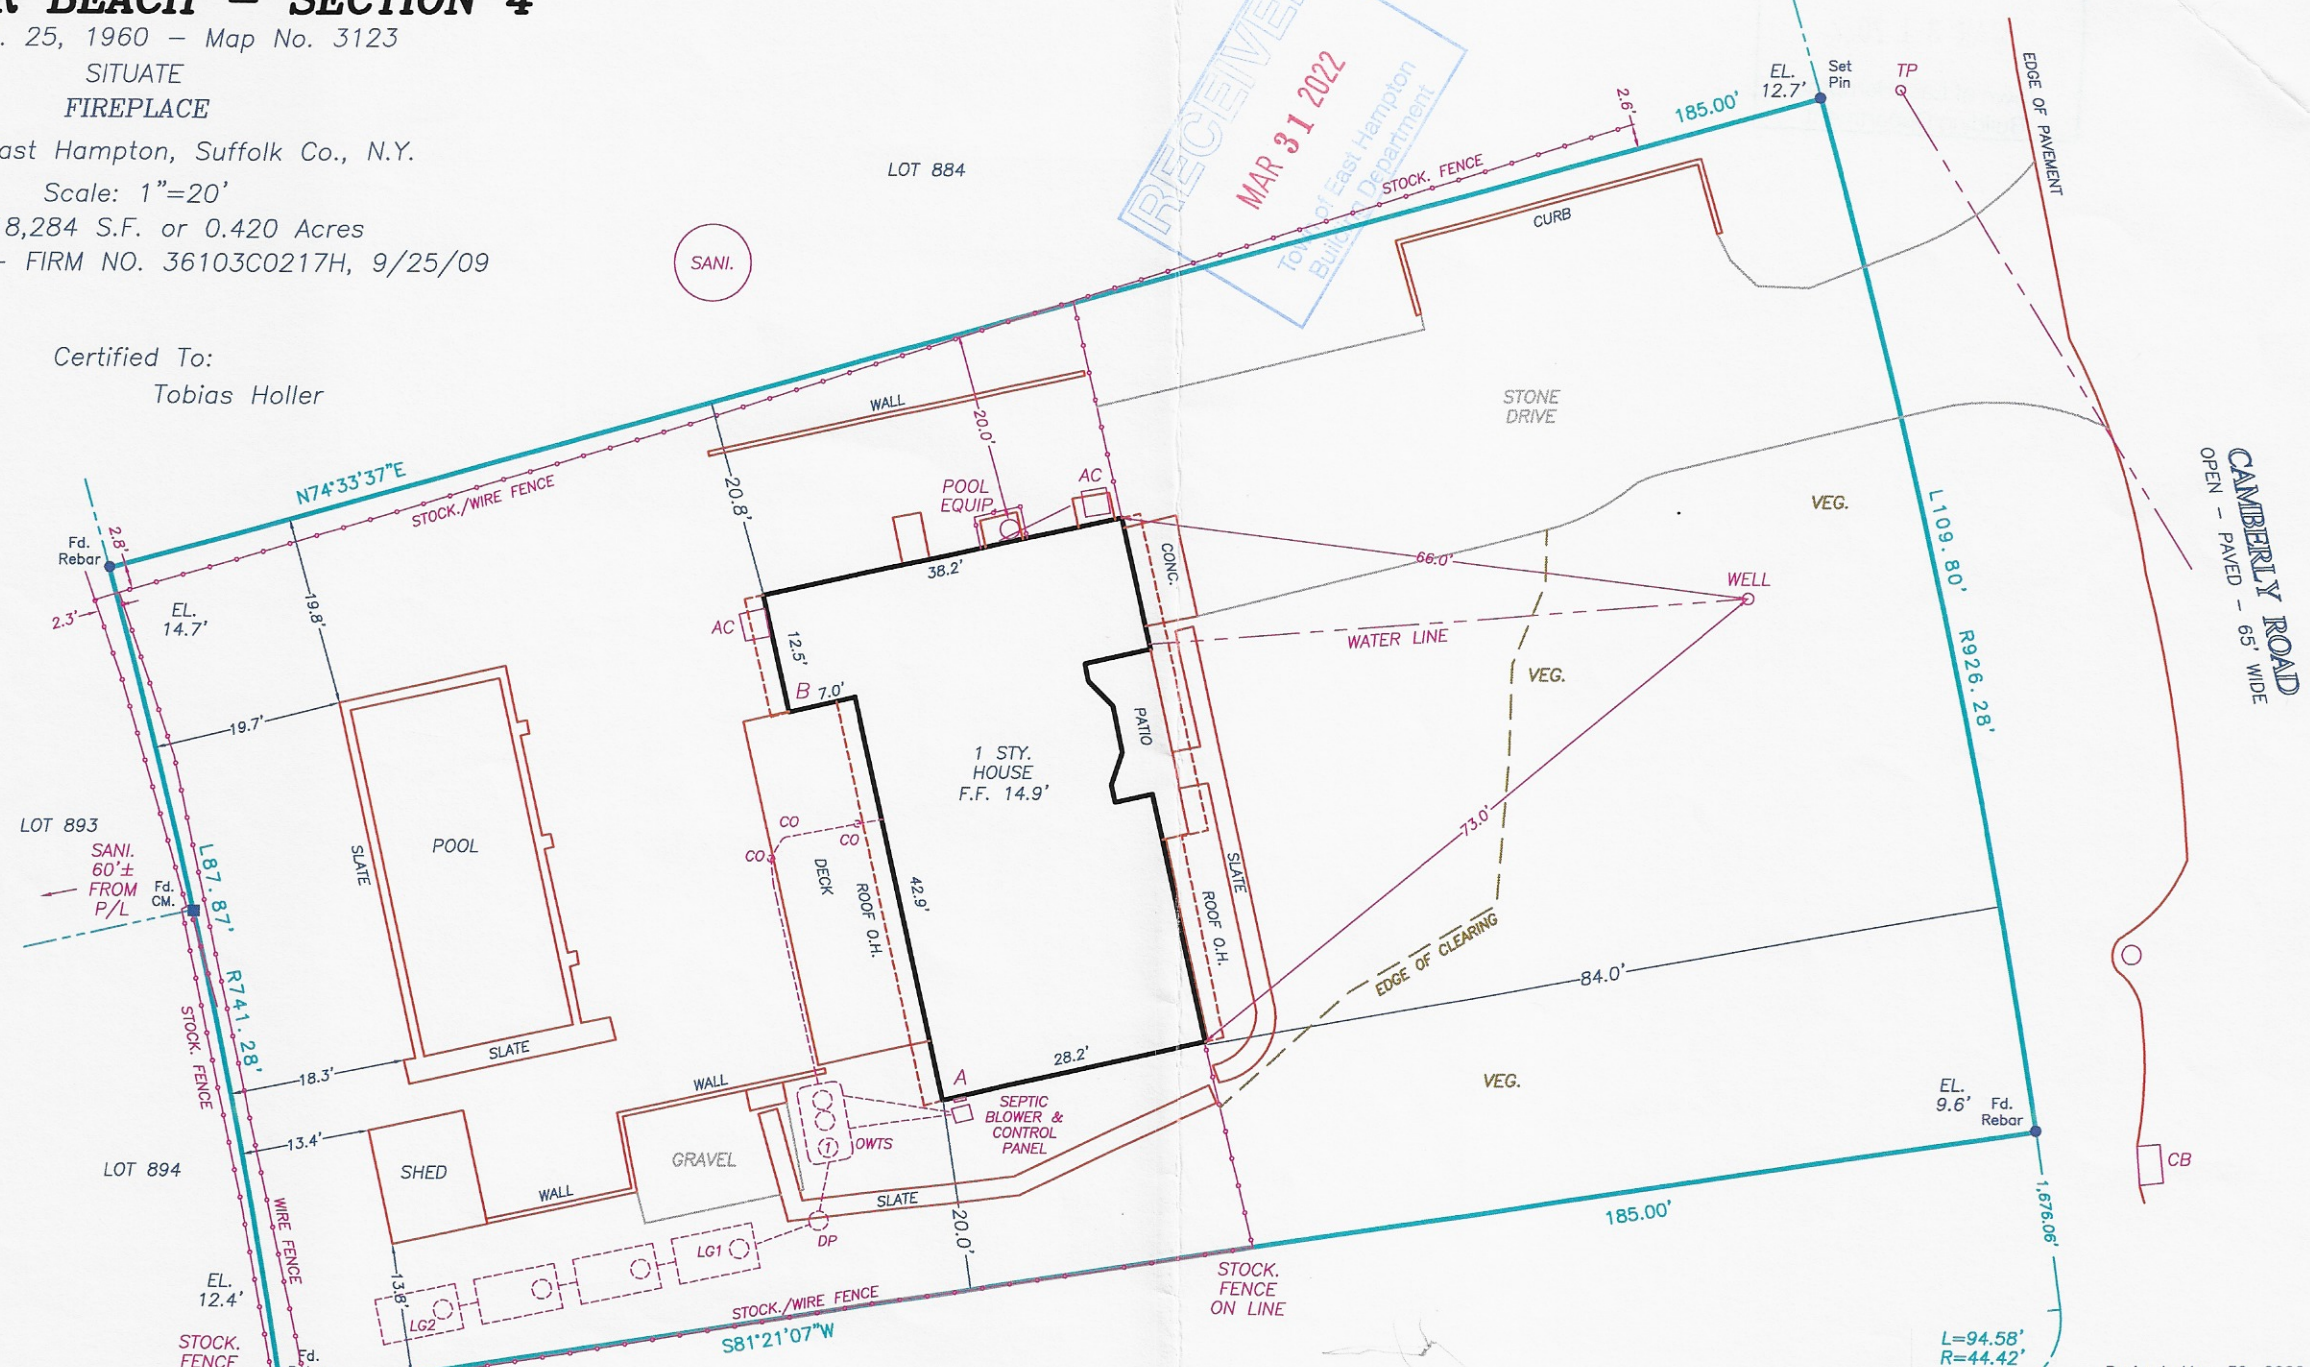 BEACH – SECTION 4
. 25, 1960 – Map No. 3123
SITUATE
FIREPLACE
ast Hampton, Suffolk Co., N.Y.
Scale: 1"=20'
8,284 S.F. or 0.420 Acres
- FIRM NO. 36103C0217H, 9/25/09
Certified To:
Tobias Holler
LOT 884
SANI.
RECEIVE
MAR 31 2022
Town of East Hampton
Building Department
STOCK. FENCE
2.6'
185.00'
EL.
12.7'
Set
Pin
TP
EDGE OF PAVEMENT
CURB
STONE
DRIVE
CAMBERLY ROAD
OPEN – PAVED – 65' WIDE
N74°33'37"E
STOCK./WIRE FENCE
WALL
20.8'
20.0'
POOL
EQUIP.
AC
Fd.
Rebar
2.8'
2.3'
EL.
14.7'
19.8'
19.7'
38.2'
AC
12.5'
B
7.0'
CONC.
66.0'
WELL
WATER LINE
VEG.
VEG.
L109.80'
R926.28'
PATIO
1 STY.
HOUSE
F.F. 14.9'
73.0'
LOT 893
SANI.
60'±
FROM
P/L
Fd.
CM.
L87.87'
R741.28'
SLATE
POOL
CO
CO
CO
DECK
ROOF O.H.
42.9'
SLATE
ROOF O.H.
EDGE OF CLEARING
84.0'
STOCK. FENCE
SLATE
18.3'
13.4'
WALL
28.2'
A
SEPTIC
BLOWER &
CONTROL
PANEL
VEG.
EL.
9.6'
Fd.
Rebar
CB
LOT 894
SHED
WALL
GRAVEL
1
OWTS
SLATE
DP
20.0'
WIRE FENCE
EL.
12.4'
13.8'
LG1
LG2
STOCK./WIRE FENCE
S81°21'07"W
STOCK.
FENCE
ON LINE
185.00'
1,676.06'
L=94.58'
R=44.42'
STOCK.
FENCE
Fd.